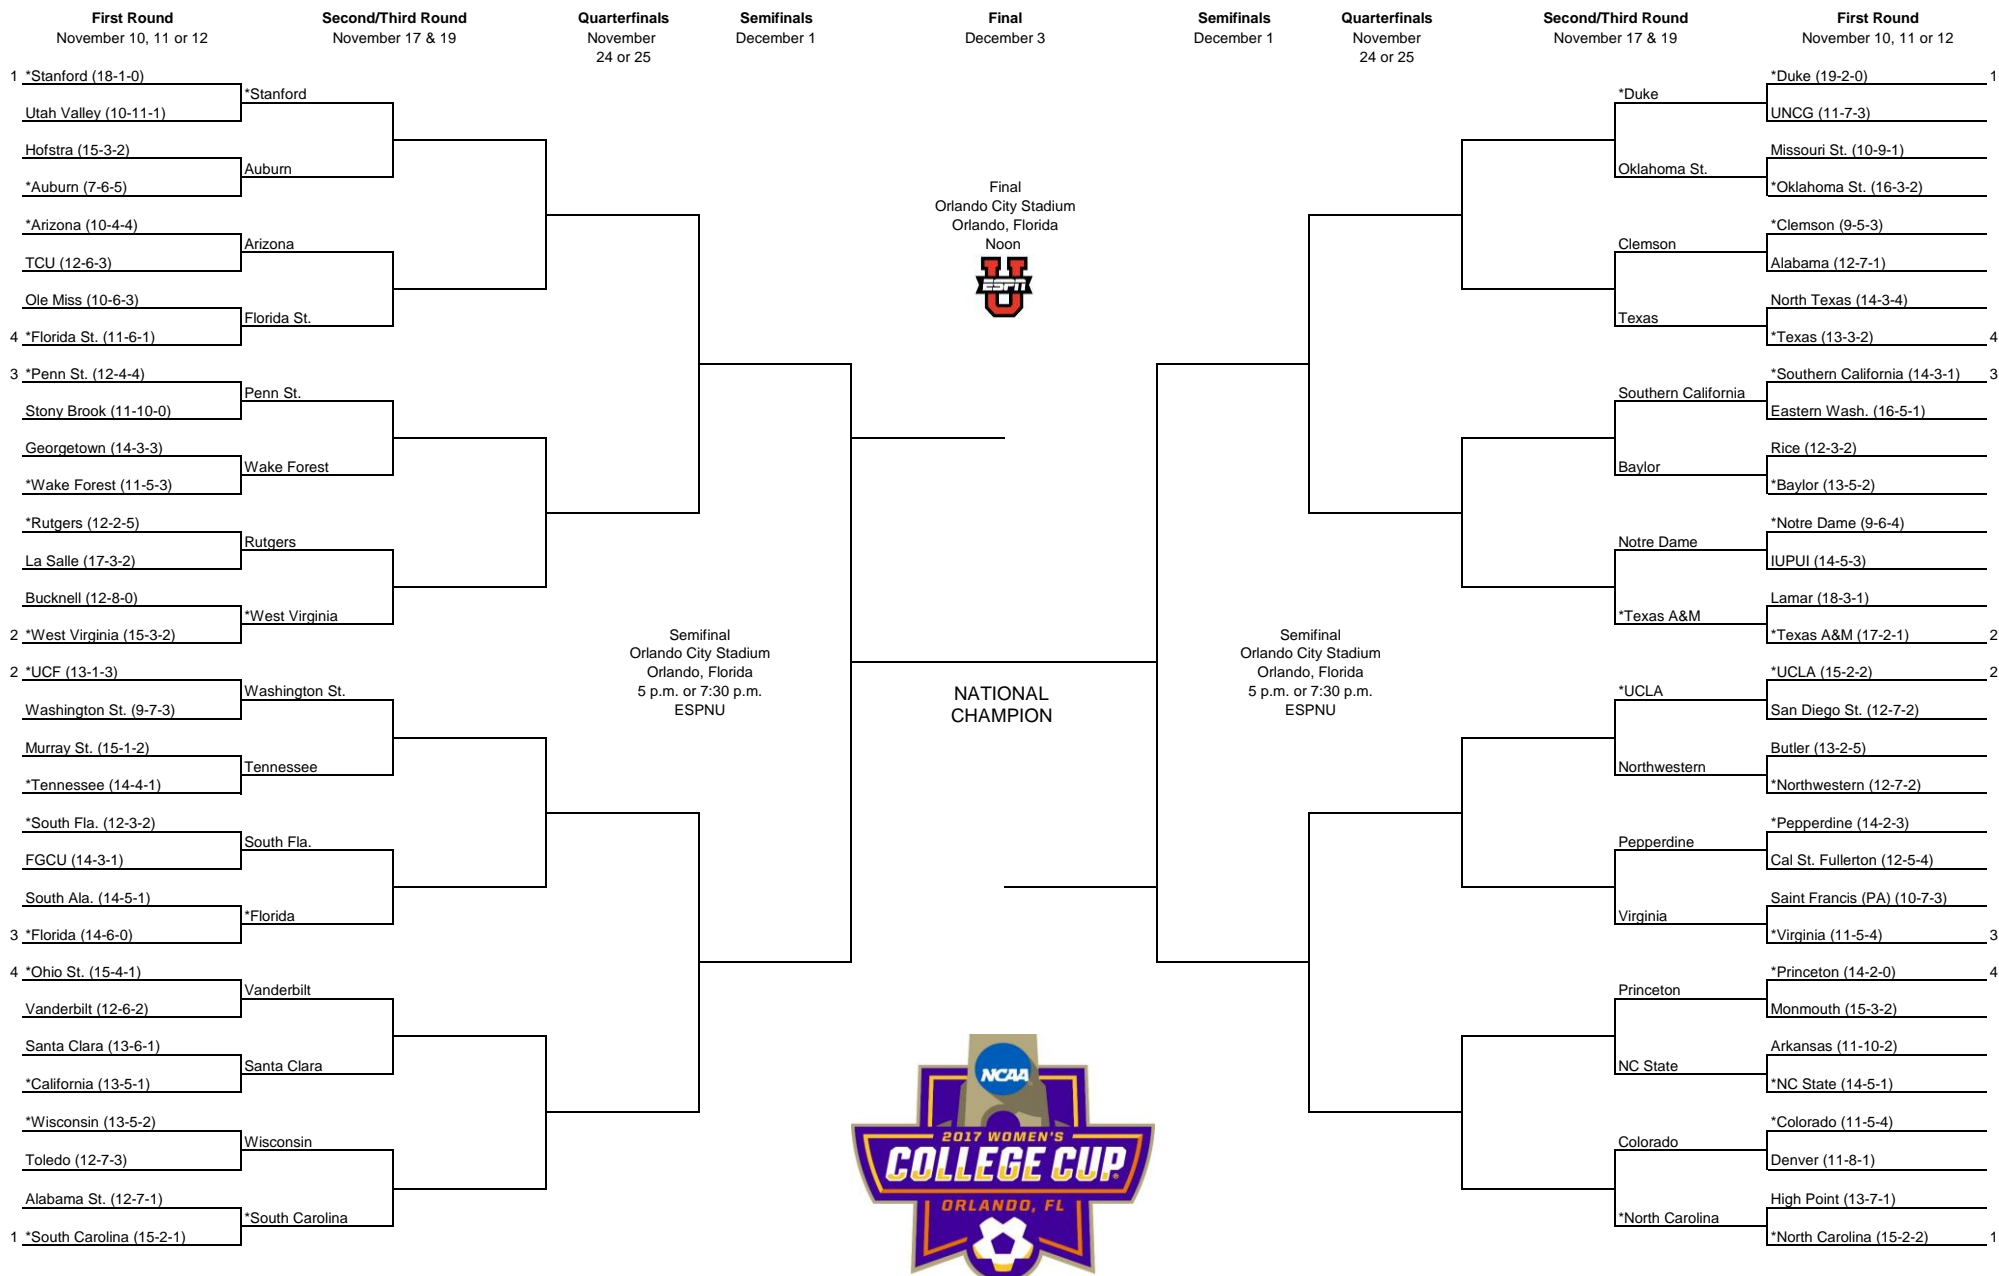 First Round
November 10, 11 or 12
Second/Third Round
November 17 & 19
Quarterfinals
November
24 or 25
Semifinals
December 1
Final
December 3
Semifinals
December 1
Quarterfinals
November
24 or 25
Second/Third Round
November 17 & 19
First Round
November 10, 11 or 12
1 *Stanford (18-1-0)
Utah Valley (10-11-1)
Hofstra (15-3-2)
*Auburn (7-6-5)
*Arizona (10-4-4)
TCU (12-6-3)
Ole Miss (10-6-3)
4 *Florida St. (11-6-1)
3 *Penn St. (12-4-4)
Stony Brook (11-10-0)
Georgetown (14-3-3)
*Wake Forest (11-5-3)
*Rutgers (12-2-5)
La Salle (17-3-2)
Bucknell (12-8-0)
2 *West Virginia (15-3-2)
2 *UCF (13-1-3)
Washington St. (9-7-3)
Murray St. (15-1-2)
*Tennessee (14-4-1)
*South Fla. (12-3-2)
FGCU (14-3-1)
South Ala. (14-5-1)
3 *Florida (14-6-0)
4 *Ohio St. (15-4-1)
Vanderbilt (12-6-2)
Santa Clara (13-6-1)
*California (13-5-1)
*Wisconsin (13-5-2)
Toledo (12-7-3)
Alabama St. (12-7-1)
1 *South Carolina (15-2-1)
*Stanford
Auburn
Arizona
Florida St.
Penn St.
Wake Forest
Rutgers
*West Virginia
Washington St.
Tennessee
South Fla.
*Florida
Vanderbilt
Santa Clara
Wisconsin
*South Carolina
Semifinal
Orlando City Stadium
Orlando, Florida
5 p.m. or 7:30 p.m.
ESPNU
Final
Orlando City Stadium
Orlando, Florida
Noon
U
ESPN
NATIONAL
CHAMPION
NCAA
2017 WOMEN'S
COLLEGE CUP
ORLANDO, FL
Semifinal
Orlando City Stadium
Orlando, Florida
5 p.m. or 7:30 p.m.
ESPNU
*Duke
Oklahoma St.
Clemson
Texas
Southern California
Baylor
Notre Dame
*Texas A&M
*UCLA
Northwestern
Pepperdine
Virginia
Princeton
NC State
Colorado
*North Carolina
*Duke (19-2-0) 1
UNCG (11-7-3)
Missouri St. (10-9-1)
*Oklahoma St. (16-3-2)
*Clemson (9-5-3)
Alabama (12-7-1)
North Texas (14-3-4)
*Texas (13-3-2) 4
*Southern California (14-3-1) 3
Eastern Wash. (16-5-1)
Rice (12-3-2)
*Baylor (13-5-2)
*Notre Dame (9-6-4)
IUPUI (14-5-3)
Lamar (18-3-1)
*Texas A&M (17-2-1) 2
*UCLA (15-2-2) 2
San Diego St. (12-7-2)
Butler (13-2-5)
*Northwestern (12-7-2)
*Pepperdine (14-2-3)
Cal St. Fullerton (12-5-4)
Saint Francis (PA) (10-7-3)
*Virginia (11-5-4) 3
*Princeton (14-2-0) 4
Monmouth (15-3-2)
Arkansas (11-10-2)
*NC State (14-5-1)
*Colorado (11-5-4)
Denver (11-8-1)
High Point (13-7-1)
*North Carolina (15-2-2) 1